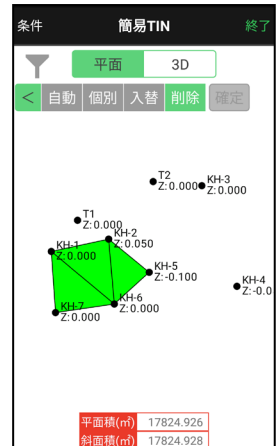 条件 簡易TIN 終了
平面 3D
< 自動 個別 入替 削除 確定
T2
Z:0.000
KH-3
Z:0.000
T1
Z:0.000
KH-2
Z:0.050
KH-1
Z:0.000
KH-5
Z:-0.100
KH-4
Z:-0.0
KH-6
Z:0.000
KH-7
Z:0.000
平面積(㎡) 17824.926
斜面積(㎡) 17824.928